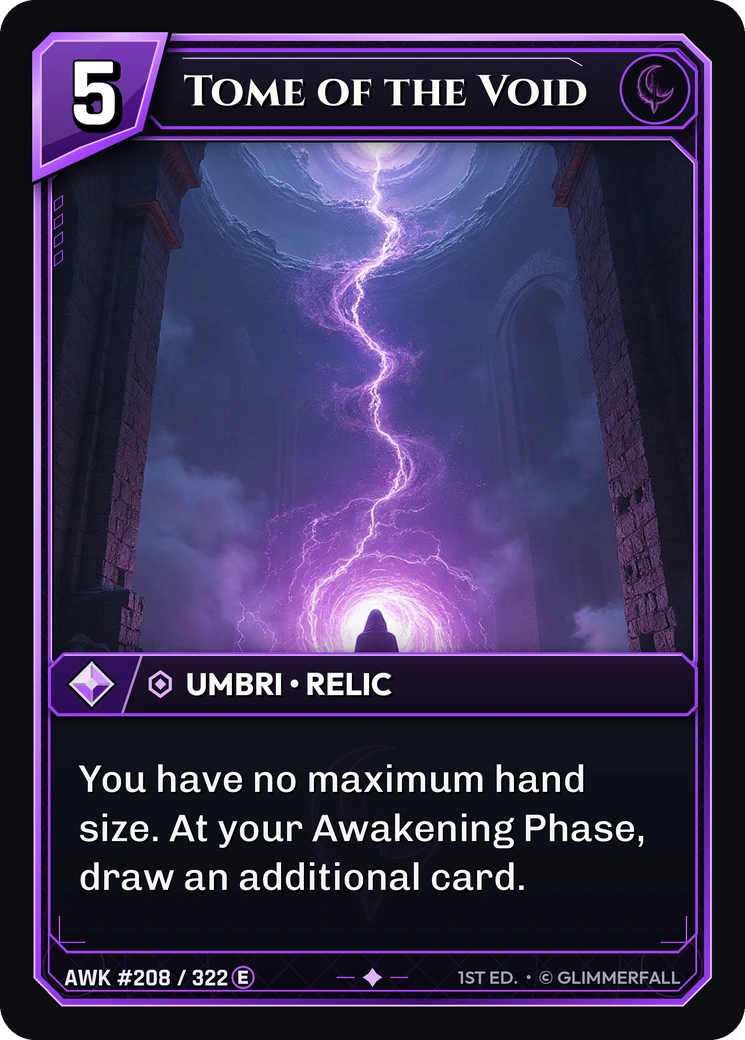 5
TOME OF THE VOID
UMBRI • RELIC
You have no maximum hand
size. At your Awakening Phase,
draw an additional card.
AWK #208 / 322 E
1ST ED. • © GLIMMERFALL